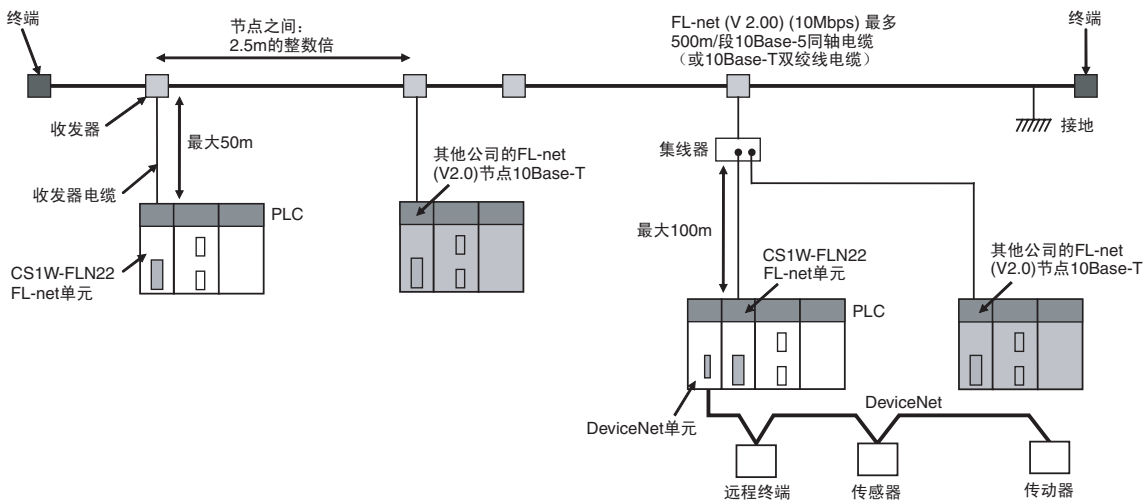 终端
节点之间：
2.5m的整数倍
FL-net (V 2.00) (10Mbps) 最多
500m/段10Base-5同轴电缆
（或10Base-T双绞线电缆）
终端
收发器
最大50m
接地
集线器
其他公司的FL-net
(V2.0)节点10Base-T
收发器电缆
PLC
最大100m
CS1W-FLN22
FL-net单元
CS1W-FLN22
FL-net单元
其他公司的FL-net
(V2.0)节点10Base-T
PLC
DeviceNet
DeviceNet单元
远程终端
传感器
传动器